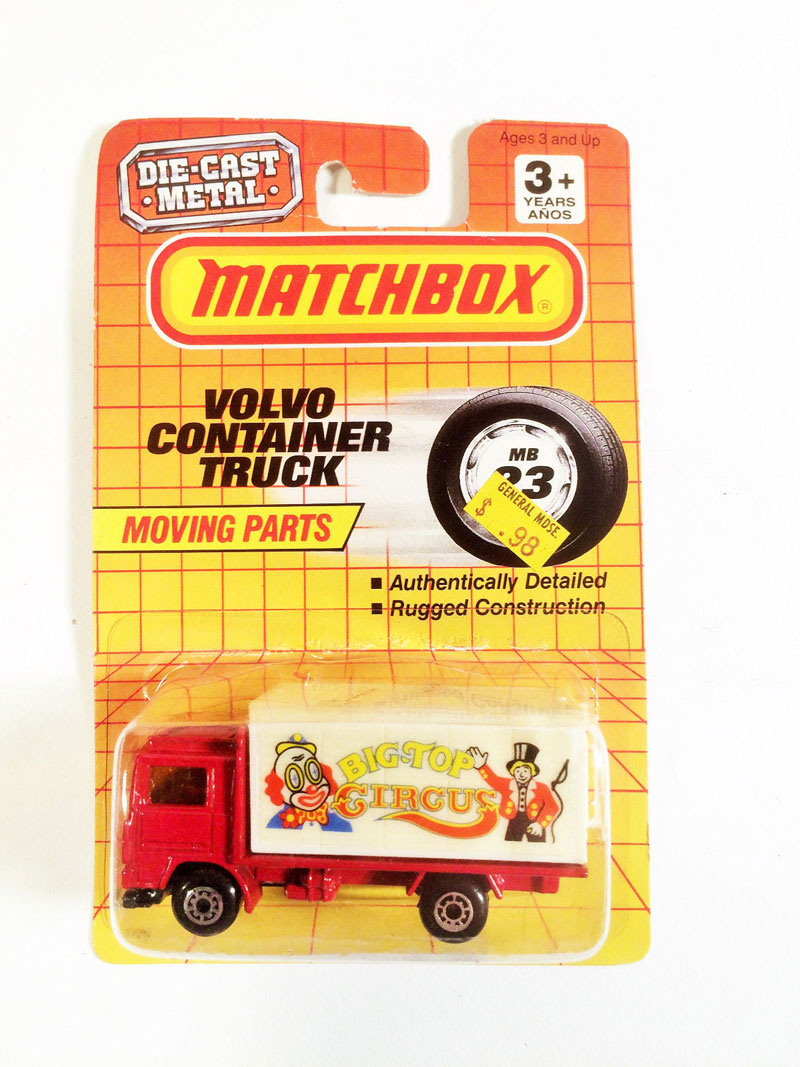 Ages 3 and Up
DIE-CAST
METAL
3+
YEARS
AÑOS
MATCHBOX®
VOLVO
CONTAINER
TRUCK
MB
23
GENERAL MDSE.
$ .98
MOVING PARTS
■ Authentically Detailed
■ Rugged Construction
BIG TOP
CIRCUS